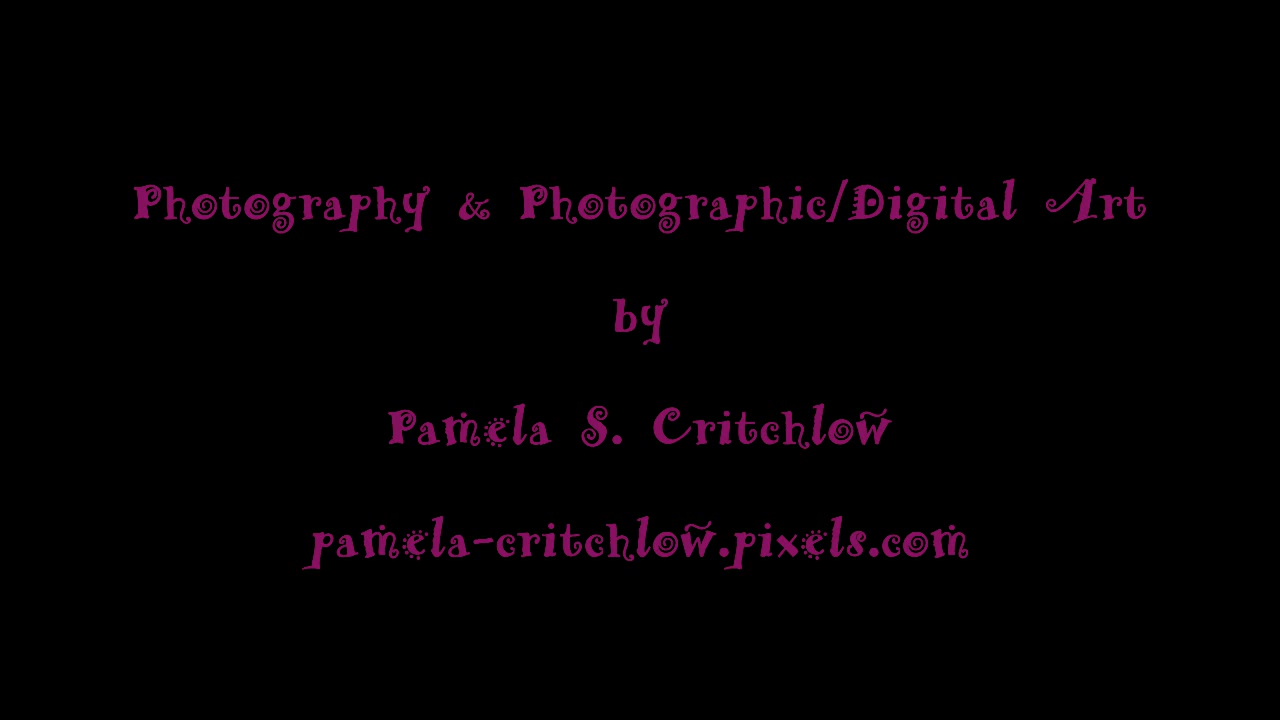 Photography & Photographic/Digital Art
by
Pamela S. Critchlow
pamela-critchlow.pixels.com